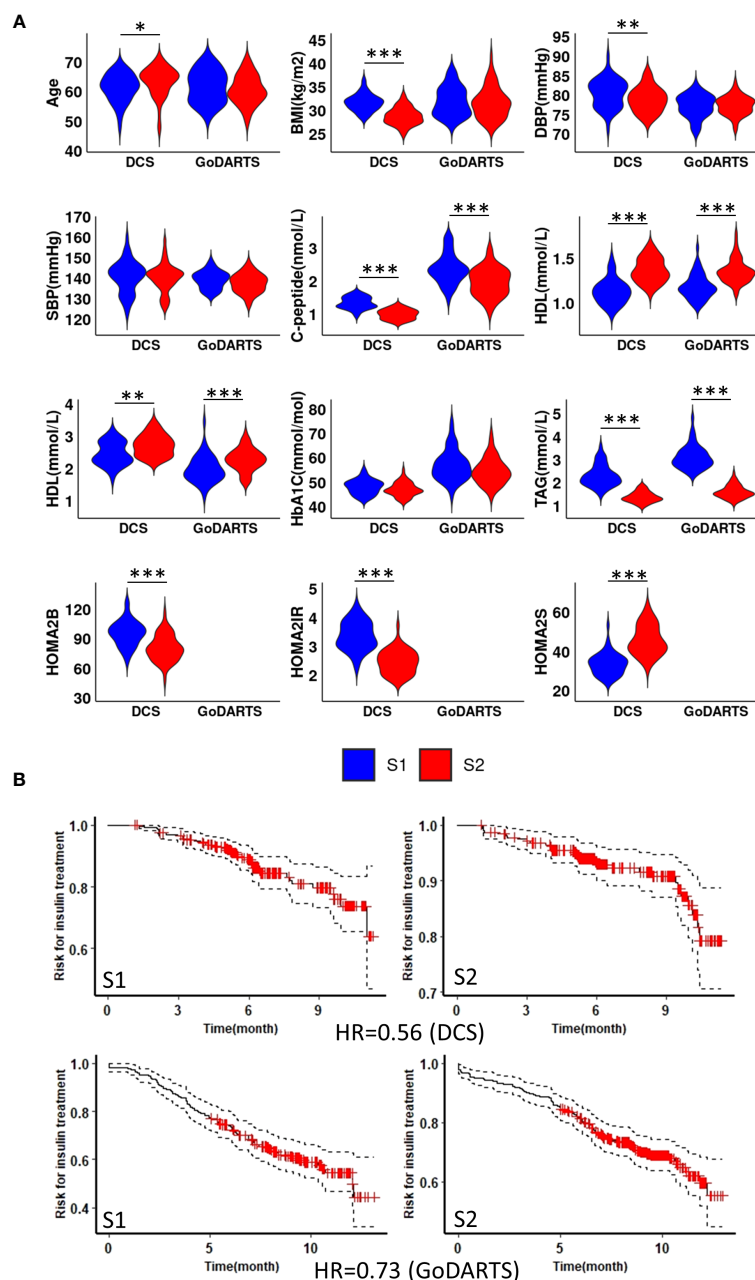 A
* *** **
Age 70 60 50 40 DCS GoDARTS
BMI(kg/m2) 45 40 35 30 25 DCS GoDARTS
DBP(mmHg) 95 90 85 80 75 70 DCS GoDARTS
*** *** *** ***
SBP(mmHg) 170 160 150 140 130 120 DCS GoDARTS
C-peptide(nmol/L) 3 2 1 DCS GoDARTS
HDL(mmol/L) 1.5 1.0 DCS GoDARTS
** *** *** ***
HDL(mmol/L) 4 3 2 1 DCS GoDARTS
HbA1C(mmol/mol) 80 70 60 50 40 DCS GoDARTS
TAG(mmol/L) 5 4 3 2 1 DCS GoDARTS
*** *** ***
HOMA2B 120 90 60 30 DCS GoDARTS
HOMA2IR 5 4 3 2 DCS GoDARTS
HOMA2S 60 40 20 DCS GoDARTS
S1 S2
B
Risk for insulin treatment 1.0 0.8 0.6 S1
0 3 6 9
Time(month)
Risk for insulin treatment 1.0 0.9 0.8 0.7 S2
0 3 6 9
Time(month)
HR=0.56 (DCS)
Risk for insulin treatment 1.0 0.8 0.6 0.4 S1
0 5 10
Time(month)
Risk for insulin treatment 1.0 0.8 0.6 S2
0 5 10
Time(month)
HR=0.73 (GoDARTS)